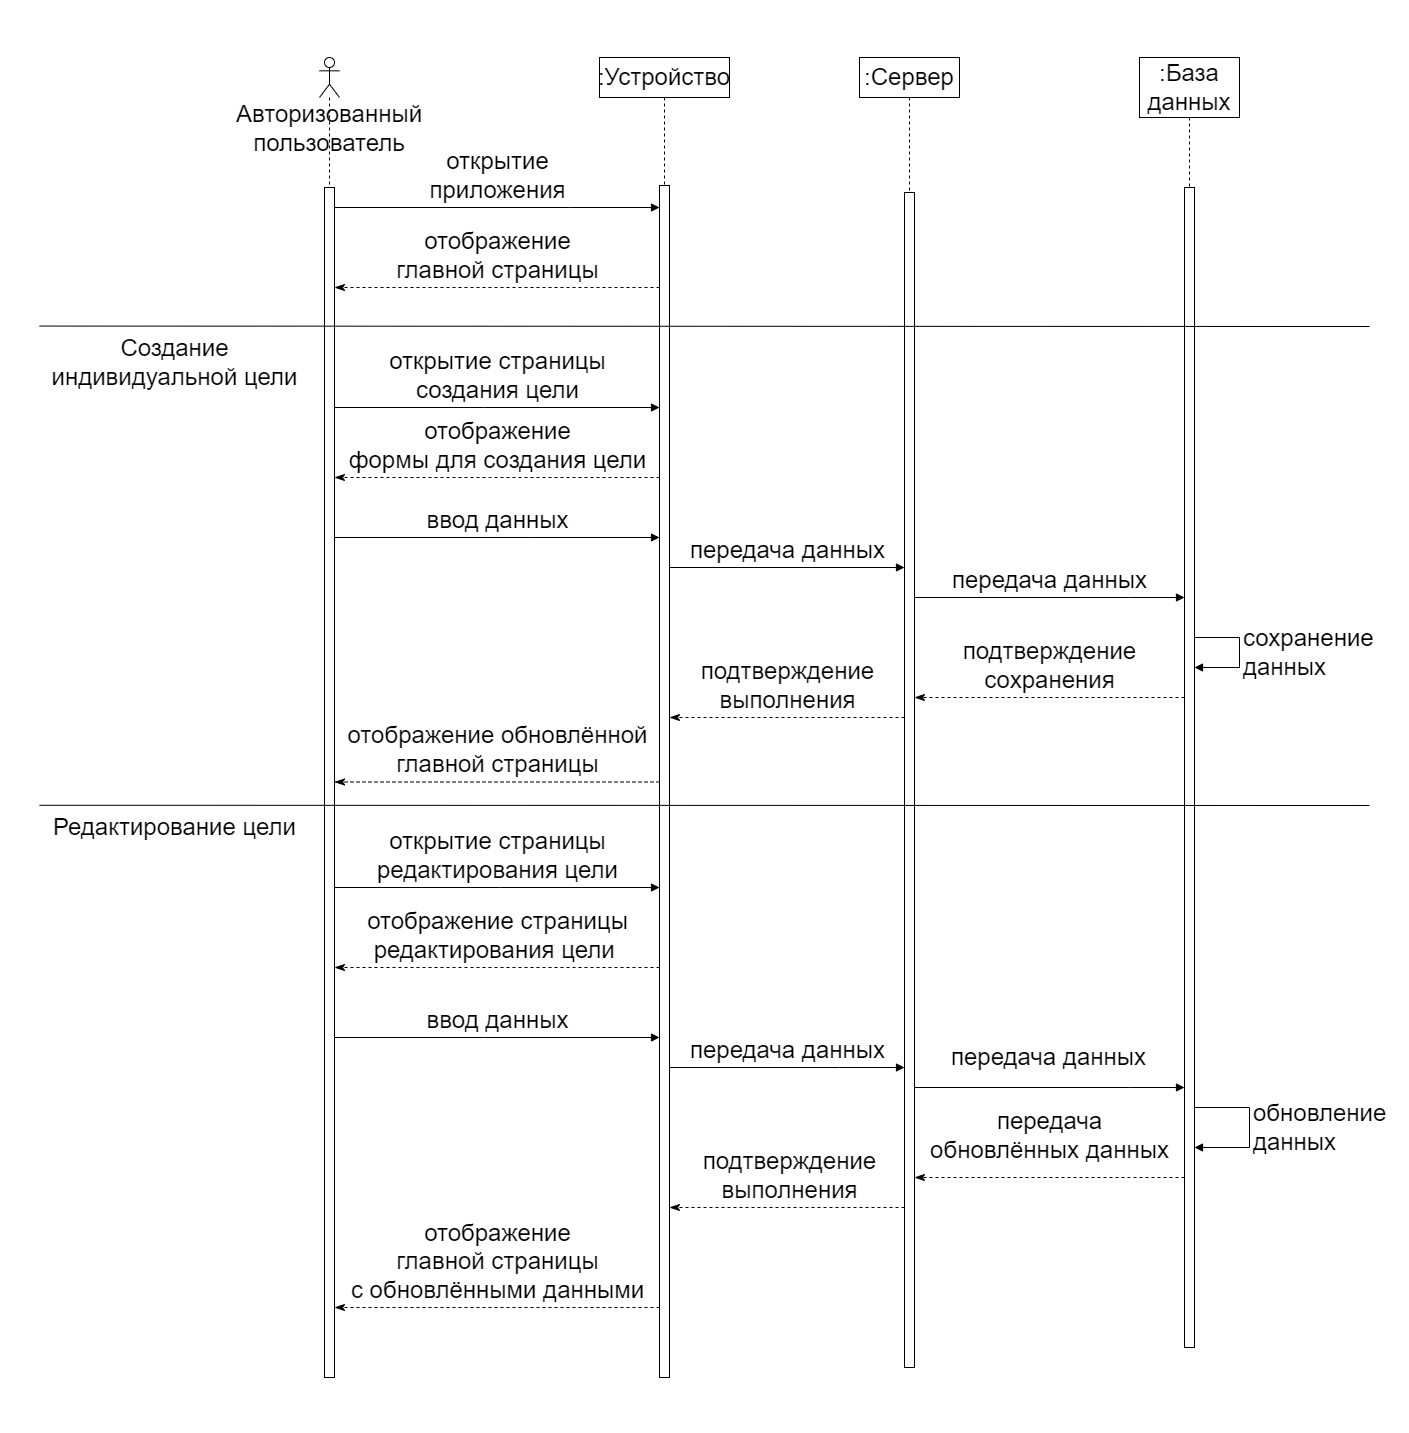 Авторизованный
пользователь
:Устройство
:Сервер
:База
данных
открытие
приложения
отображение
главной страницы
Создание
индивидуальной цели
открытие страницы
создания цели
отображение
формы для создания цели
ввод данных
передача данных
передача данных
сохранение
данных
подтверждение
сохранения
подтверждение
выполнения
отображение обновлённой
главной страницы
Редактирование цели
открытие страницы
редактирования цели
отображение страницы
редактирования цели
ввод данных
передача данных
передача данных
обновление
данных
передача
обновлённых данных
подтверждение
выполнения
отображение
главной страницы
с обновлёнными данными